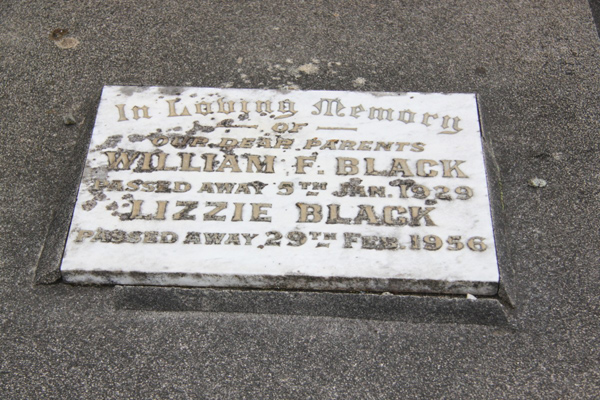 In Loving Memory
— OF —
OUR DEAR PARENTS
WILLIAM F. BLACK
PASSED AWAY 5TH JAN. 1929.
LIZZIE BLACK
PASSED AWAY, 29TH FEB. 1956